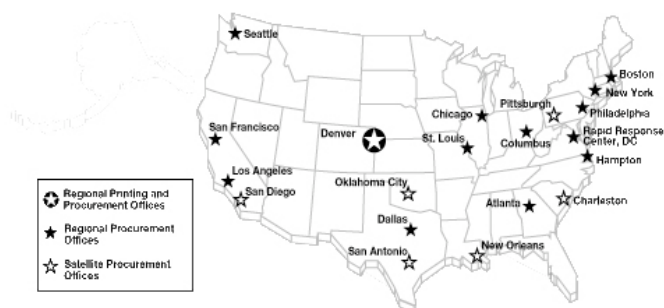 Seattle
Boston
New York
Pittsburgh
Chicago
Philadelphia
San Francisco
Denver
St. Louis
Columbus
Rapid Response
Center, DC
Hampton
Los Angeles
San Diego
Oklahoma City
Charleston
Atlanta
Dallas
San Antonio
New Orleans
Regional Printing and
Procurement Offices
Regional Procurement
Offices
Satellite Procurement
Offices